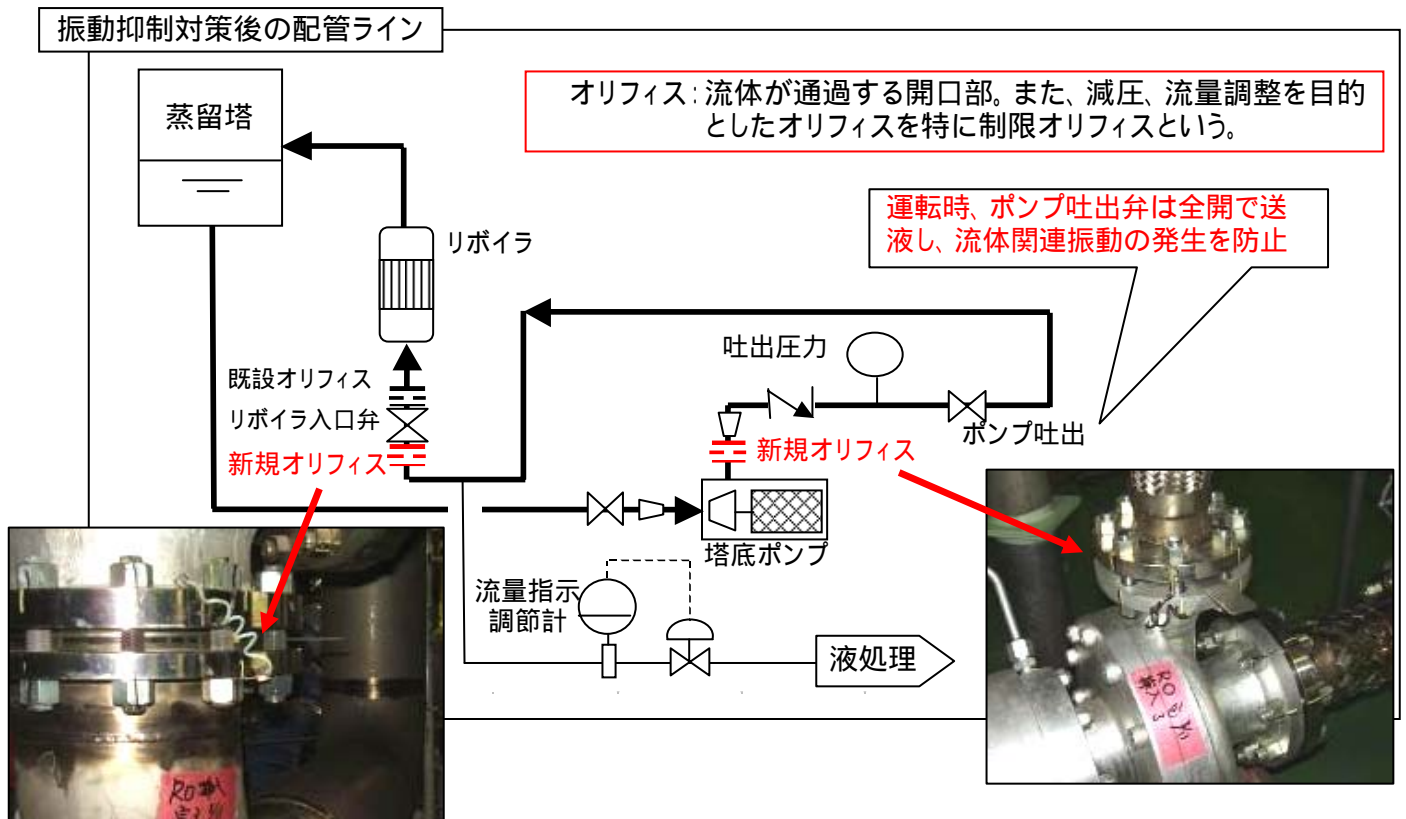 振動抑制対策後の配管ライン
オリフィス：流体が通過する開口部。また、減圧、流量調整を目的
としたオリフィスを特に制限オリフィスという。
蒸留塔
運転時、ポンプ吐出弁は全開で送
液し、流体関連振動の発生を防止
リボイラ
吐出圧力
既設オリフィス
リボイラ入口弁
新規オリフィス
ポンプ吐出
新規オリフィス
塔底ポンプ
流量指示
調節計
液処理
RO
RO